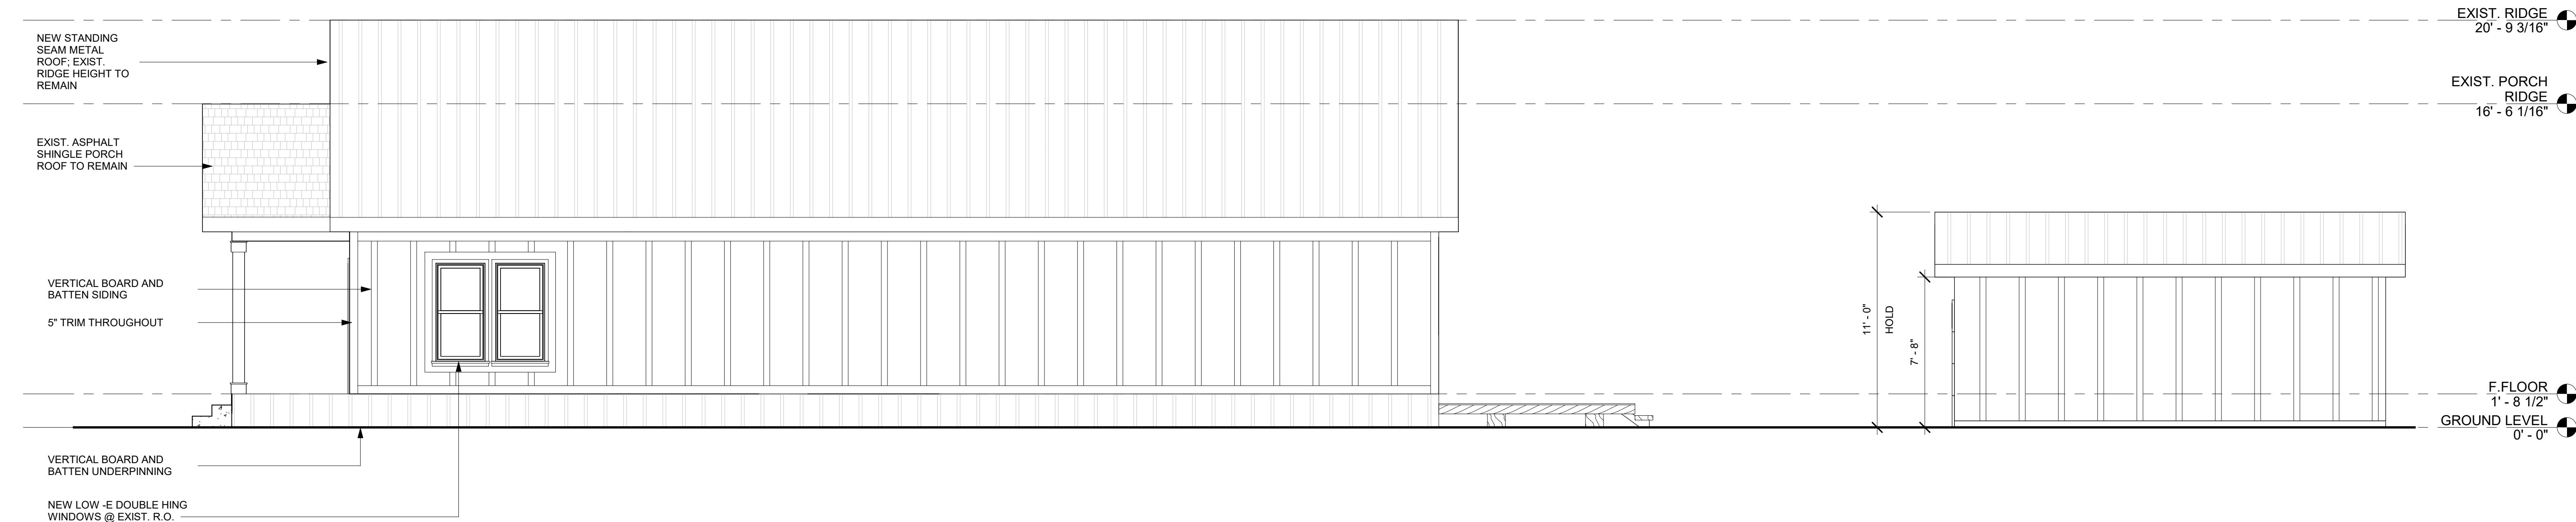 NEW STANDING
SEAM METAL
ROOF; EXIST.
RIDGE HEIGHT TO
REMAIN
EXIST. ASPHALT
SHINGLE PORCH
ROOF TO REMAIN
VERTICAL BOARD AND
BATTEN SIDING
5" TRIM THROUGHOUT
VERTICAL BOARD AND
BATTEN UNDERPINNING
NEW LOW -E DOUBLE HING
WINDOWS @ EXIST. R.O.
11' - 0"
HOLD
7' - 8"
EXIST. RIDGE
20' - 9 3/16"
EXIST. PORCH
RIDGE
16' - 6 1/16"
F.FLOOR
1' - 8 1/2"
GROUND LEVEL
0' - 0"